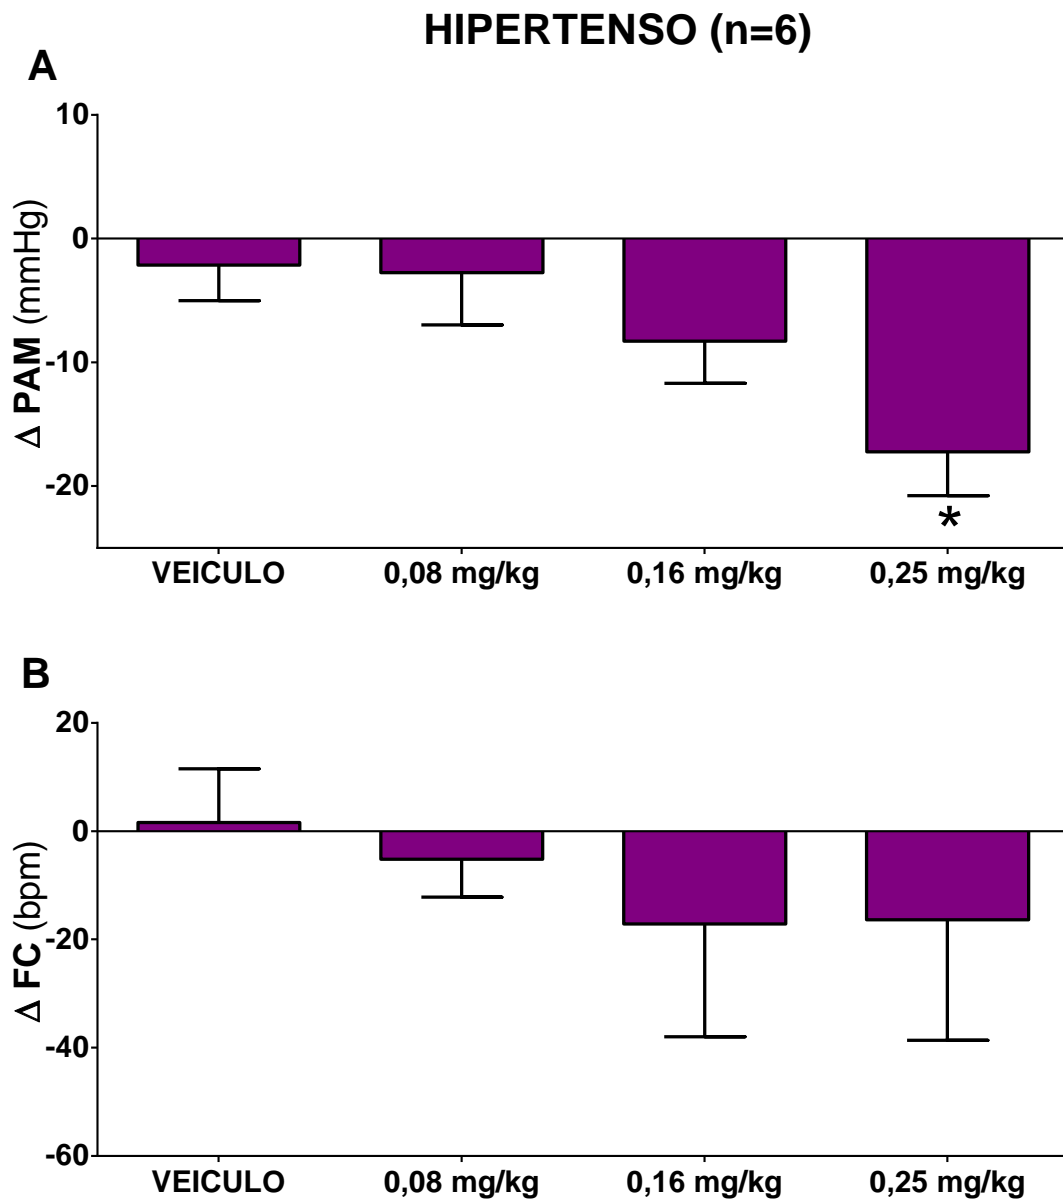 HIPERTENSO (n=6)
A
Δ PAM (mmHg)
10
0
-10
-20
*
VEICULO 0,08 mg/kg 0,16 mg/kg 0,25 mg/kg
B
Δ FC (bpm)
20
0
-20
-40
-60
VEICULO 0,08 mg/kg 0,16 mg/kg 0,25 mg/kg